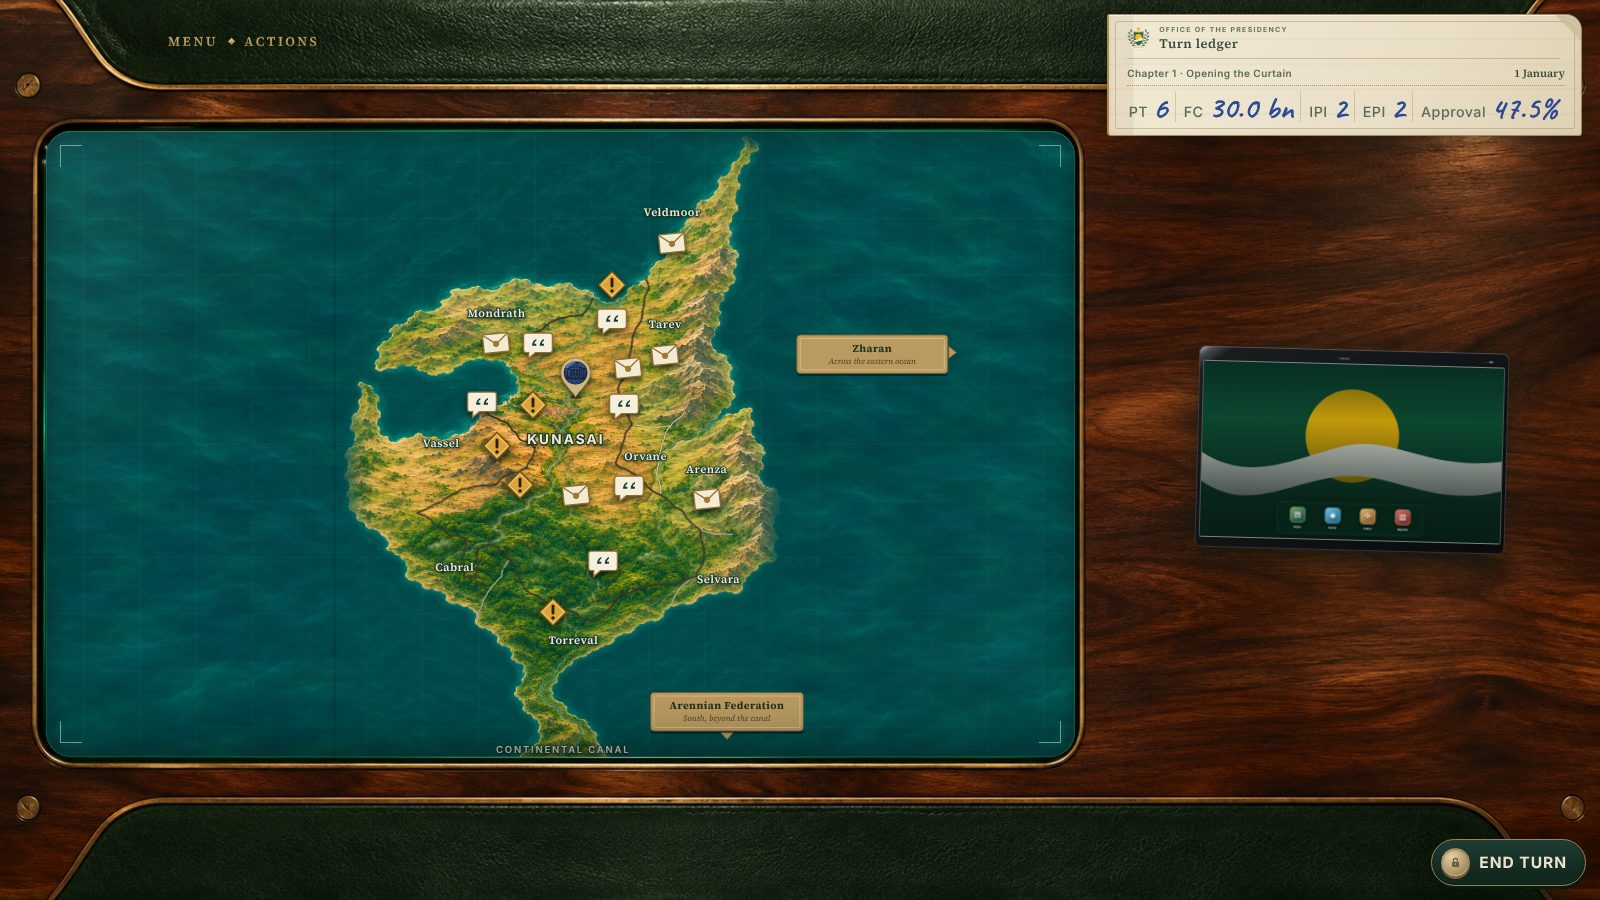 MENU ◆ ACTIONS
OFFICE OF THE PRESIDENCY
Turn ledger
Chapter 1 · Opening the Curtain
1 January
PT 6 FC 30.0 bn IPI 2 EPI 2 Approval 47.5%
Veldmoor
Mondrath
Tarev
Zharan
Across the eastern ocean
Vassel
KUNASAI
Orvane
Arenza
Cabral
Selvara
Torreval
Arennian Federation
South, beyond the canal
CONTINENTAL CANAL
END TURN